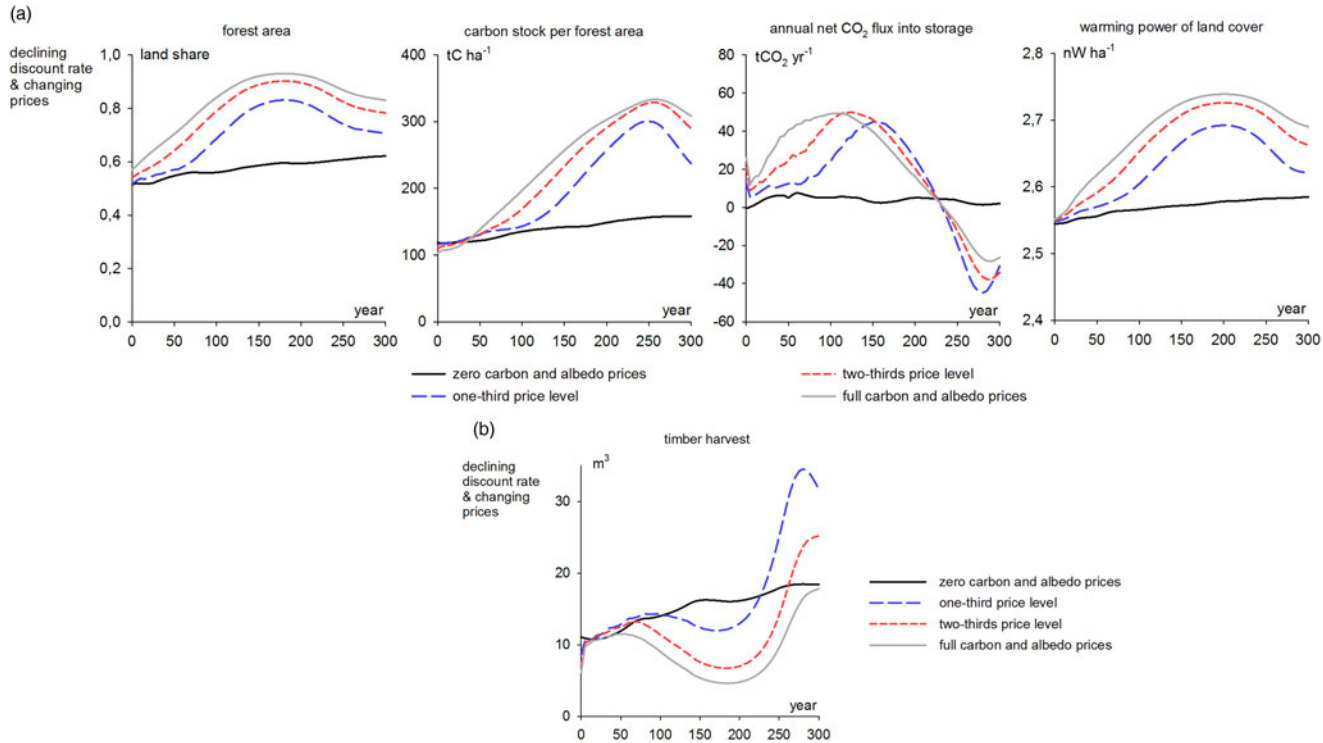 (a)
forest area
carbon stock per forest area
annual net CO₂ flux into storage
warming power of land cover
declining
discount rate
& changing
prices
1,0
land share
0,8
0,6
0,4
0,2
0,0
year
0 50 100 150 200 250 300
400
tC ha⁻¹
300
200
100
0
year
0 50 100 150 200 250 300
80
tCO₂ yr⁻¹
60
40
20
0
-20
-40
-60
year
0 50 100 150 200 250 300
2,8
nW ha⁻¹
2,7
2,6
2,5
2,4
year
0 50 100 150 200 250 300
zero carbon and albedo prices
two-thirds price level
one-third price level
full carbon and albedo prices
(b)
timber harvest
declining
discount rate
& changing
prices
m³
30
20
10
0
year
0 50 100 150 200 250 300
zero carbon and albedo prices
one-third price level
two-thirds price level
full carbon and albedo prices